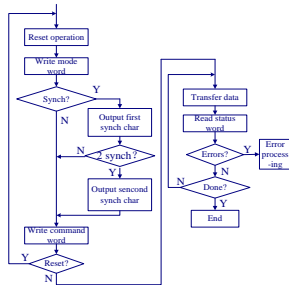 Reset operation
Write mode
word
Synch?
Y
N
Output first
synch char
2 synch?
N
Y
Output sencond
synch char
Write command
word
Reset?
Y
N
Transfer data
Read status
word
Errors?
Y
Error
process
-ing
N
Done?
N
Y
End